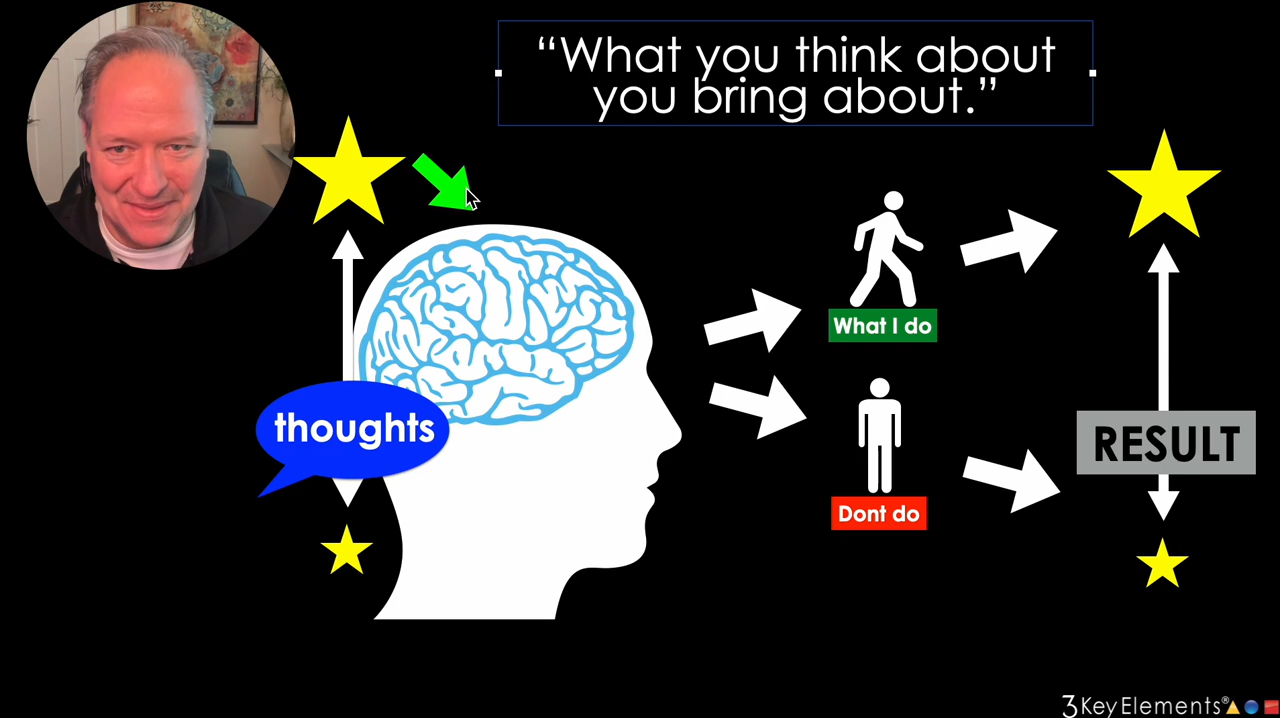 “What you think about
you bring about.”
What I do
thoughts
RESULT
Dont do
3KeyElements®